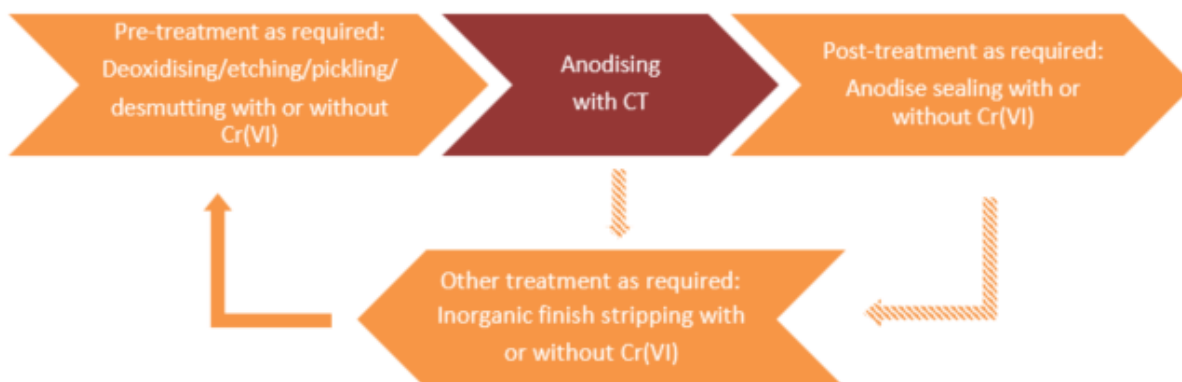 Pre-treatment as required:
Deoxidising/etching/pickling/
desmutting with or without
Cr(VI)
Anodising
with CT
Post-treatment as required:
Anodise sealing with or
without Cr(VI)
Other treatment as required:
Inorganic finish stripping with
or without Cr(VI)